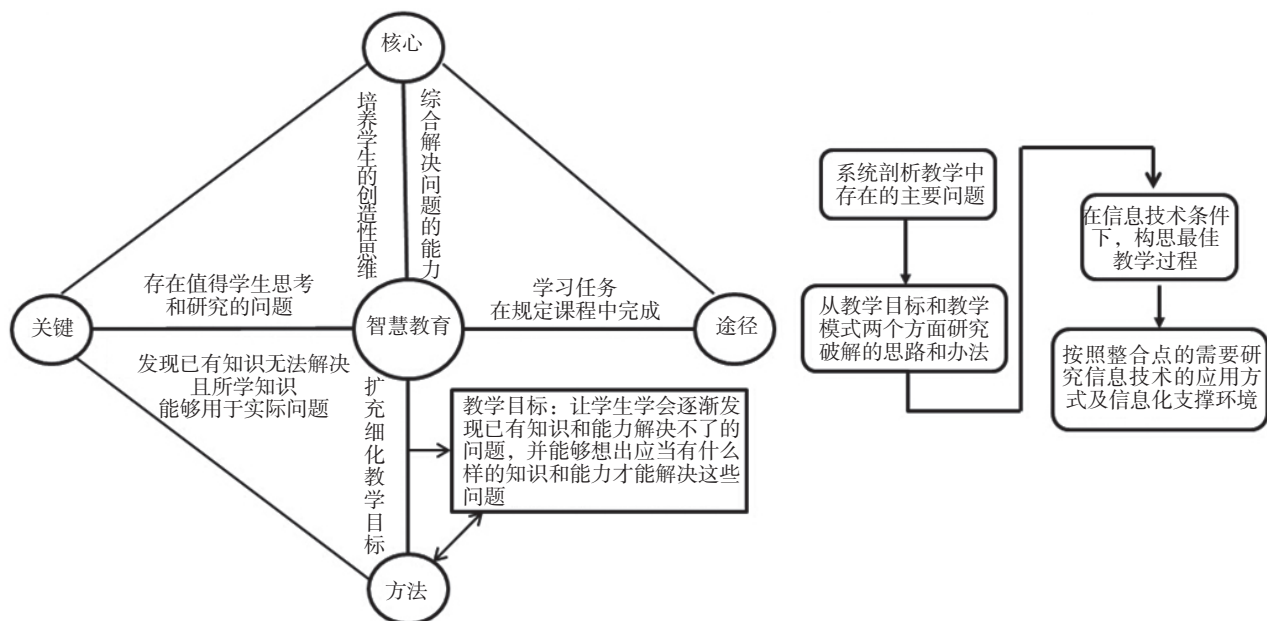 核心
培养学生的创造性思维
综合解决问题的能力
存在值得学生思考
和研究的问题
学习任务
在规定课程中完成
关键
智慧教育
途径
发现已有知识无法解决
且所学知识
能够用于实际问题
扩充细化教学目标
教学目标：让学生学会逐渐发
现已有知识和能力解决不了的
问题，并能够想出应当有什么
样的知识和能力才能解决这些
问题
方法
系统剖析教学中
存在的主要问题
从教学目标和教学
模式两个方面研究
破解的思路和办法
在信息技术条件
下，构思最佳
教学过程
按照整合点的需要研
究信息技术的应用方
式及信息化支撑环境